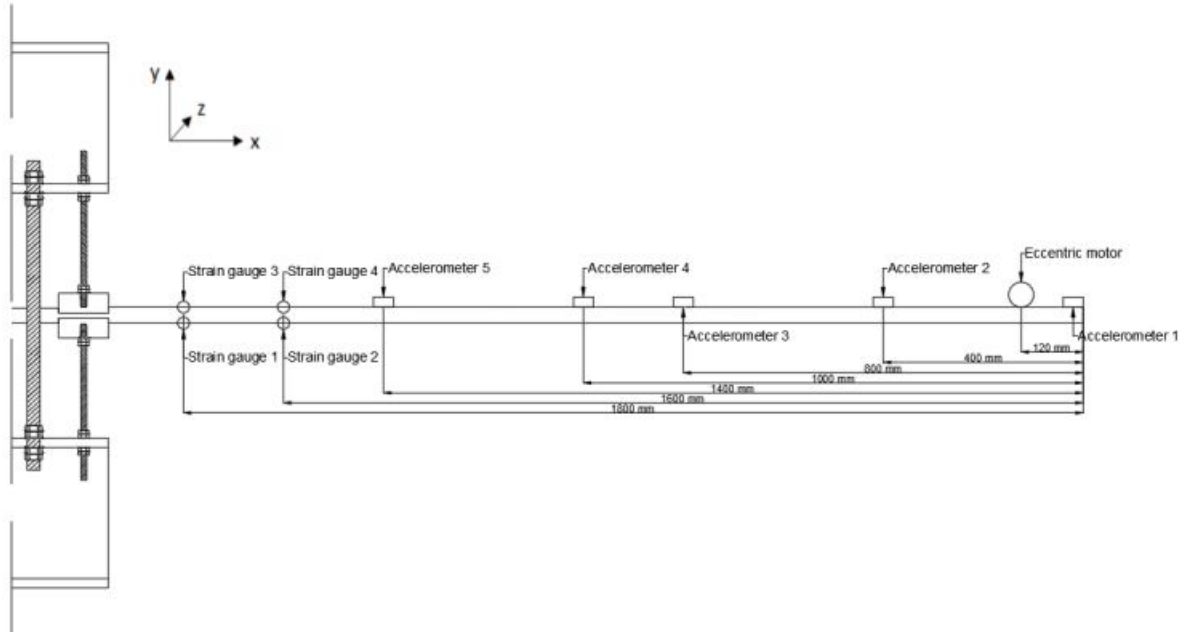 y
z
x
Eccentric motor
Strain gauge 3
Strain gauge 4
Accelerometer 5
Accelerometer 4
Accelerometer 2
Strain gauge 1
Strain gauge 2
Accelerometer 3
Accelerometer 1
120 mm
400 mm
800 mm
1000 mm
1400 mm
1600 mm
1800 mm